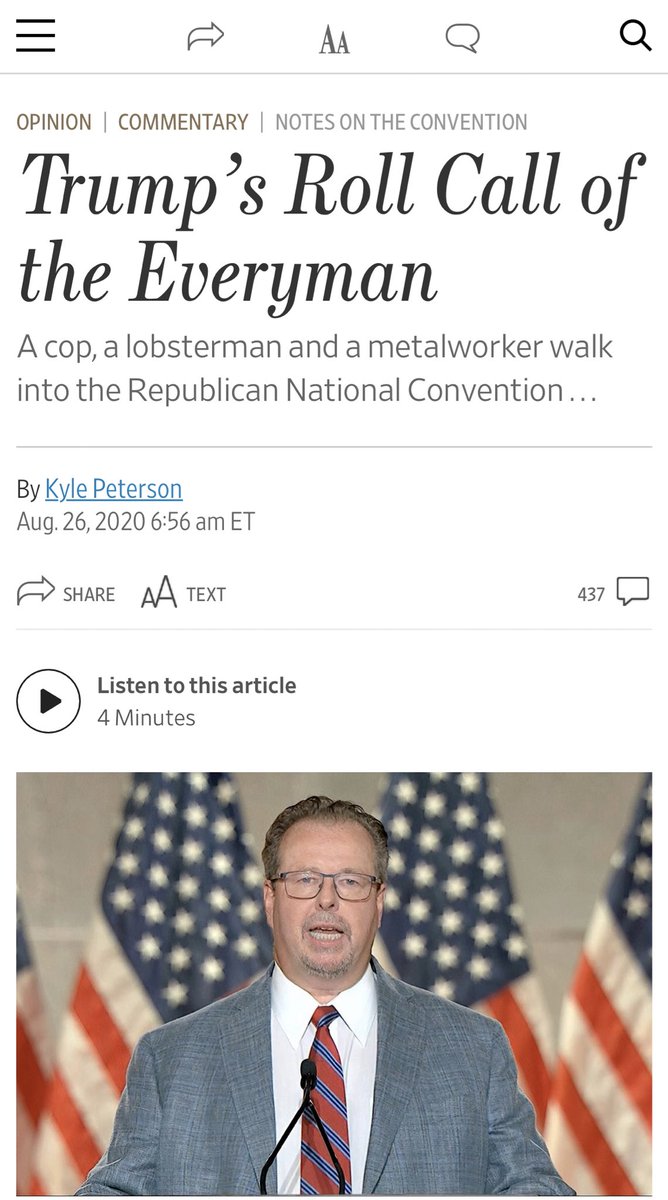 AA
OPINION | COMMENTARY | NOTES ON THE CONVENTION
Trump’s Roll Call of
the Everyman
A cop, a lobsterman and a metalworker walk
into the Republican National Convention . . .
By Kyle Peterson
Aug. 26, 2020 6:56 am ET
SHARE AA TEXT 437
Listen to this article
4 Minutes